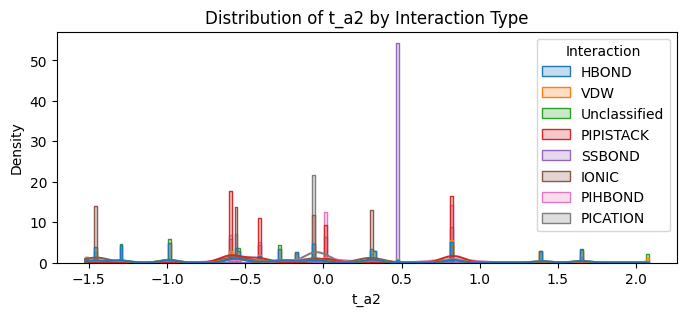 Distribution of t_a2 by Interaction Type
Density
50
40
30
20
10
0
Interaction
HBOND
VDW
Unclassified
PIPISTACK
SSBOND
IONIC
PIHBOND
PICATION
−1.5 −1.0 −0.5 0.0 0.5 1.0 1.5 2.0
t_a2